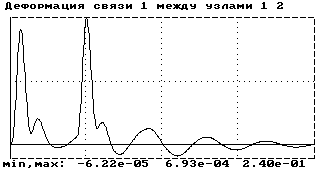 Деформация связи 1 между узлами 1 2
min,max: -6.22e-05 6.93e-04 2.40e-01